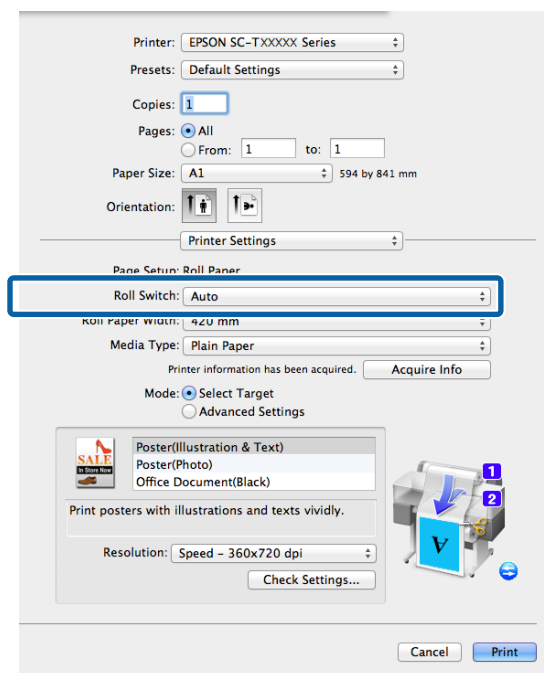 Printer: EPSON SC-TXXXXX Series
Presets: Default Settings
Copies: 1
Pages: All
From: 1 to: 1
Paper Size: A1 594 by 841 mm
Orientation:
Printer Settings
Page Setup: Roll Paper
Roll Switch: Auto
Roll Paper Width: 420 mm
Media Type: Plain Paper
Printer information has been acquired. Acquire Info
Mode: Select Target
Advanced Settings
SALE
In Store Now
Poster(Illustration & Text)
Poster(Photo)
Office Document(Black)
Print posters with illustrations and texts vividly.
Resolution: Speed – 360x720 dpi
Check Settings...
1
2
A
Cancel Print